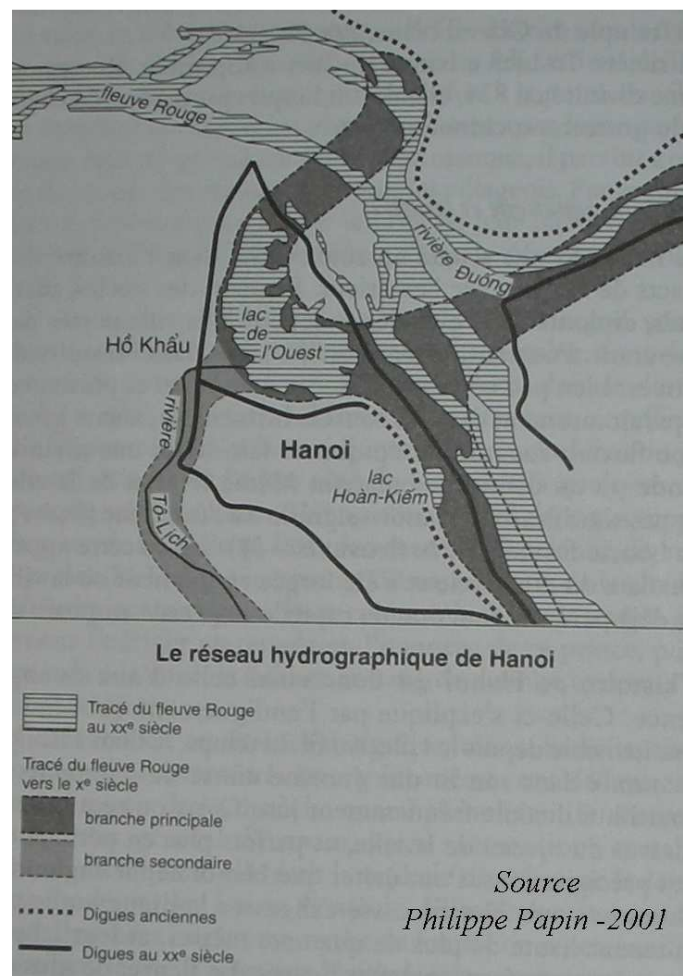 fleuve Rouge
rivière Đuống
lac
de
l'Ouest
Hồ Khẩu
rivière
Tô-Lịch
Hanoi
lac
Hoàn-Kiếm
Le réseau hydrographique de Hanoi
Tracé du fleuve Rouge
au XXe siècle
Tracé du fleuve Rouge
vers le Xe siècle
branche principale
branche secondaire
Digues anciennes
Digues au XXe siècle
Source
Philippe Papin -2001